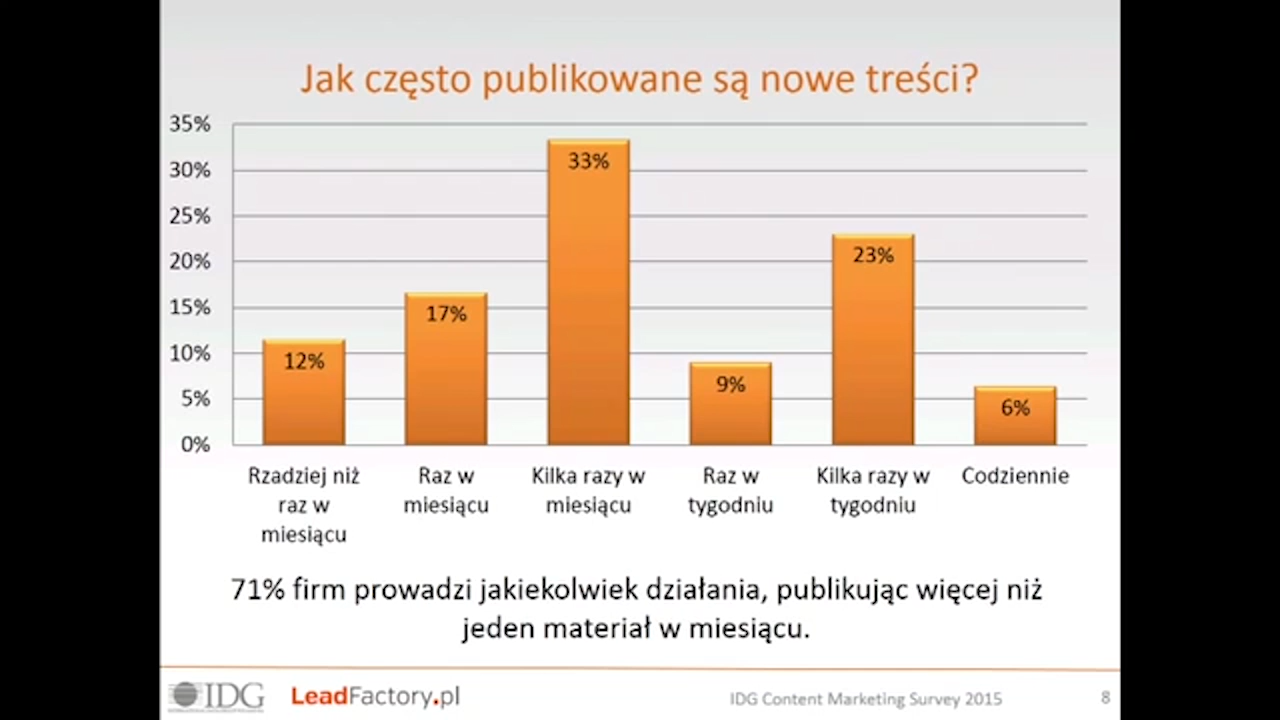 Jak często publikowane są nowe treści?
35%
30%
25%
20%
15%
10%
5%
0%
12%
17%
33%
9%
23%
6%
Rzadziej niż
raz w
miesiącu
Raz w
miesiącu
Kilka razy w
miesiącu
Raz w
tygodniu
Kilka razy w
tygodniu
Codziennie
71% firm prowadzi jakiekolwiek działania, publikując więcej niż
jeden materiał w miesiącu.
IDG
LeadFactory.pl
IDG Content Marketing Survey 2015
8